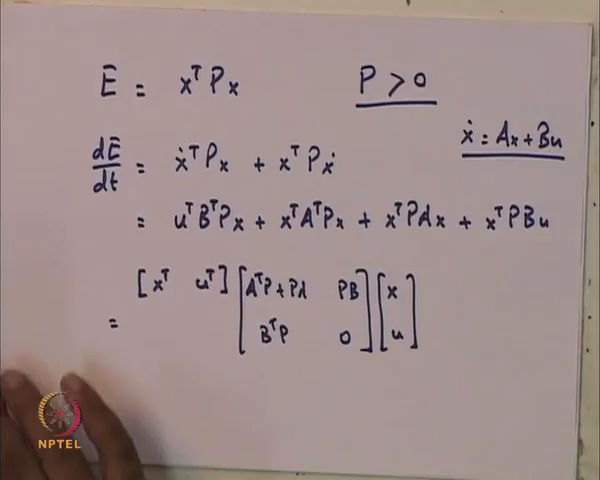 E = xᵀPx P > 0
ẋ = Ax + Bu
dE/dt = ẋᵀPx + xᵀPẋ
= uᵀBᵀPx + xᵀAᵀPx + xᵀPAx + xᵀPBu
= [xᵀ uᵀ] [AᵀP + PA PB; BᵀP 0] [x; u]
NPTEL